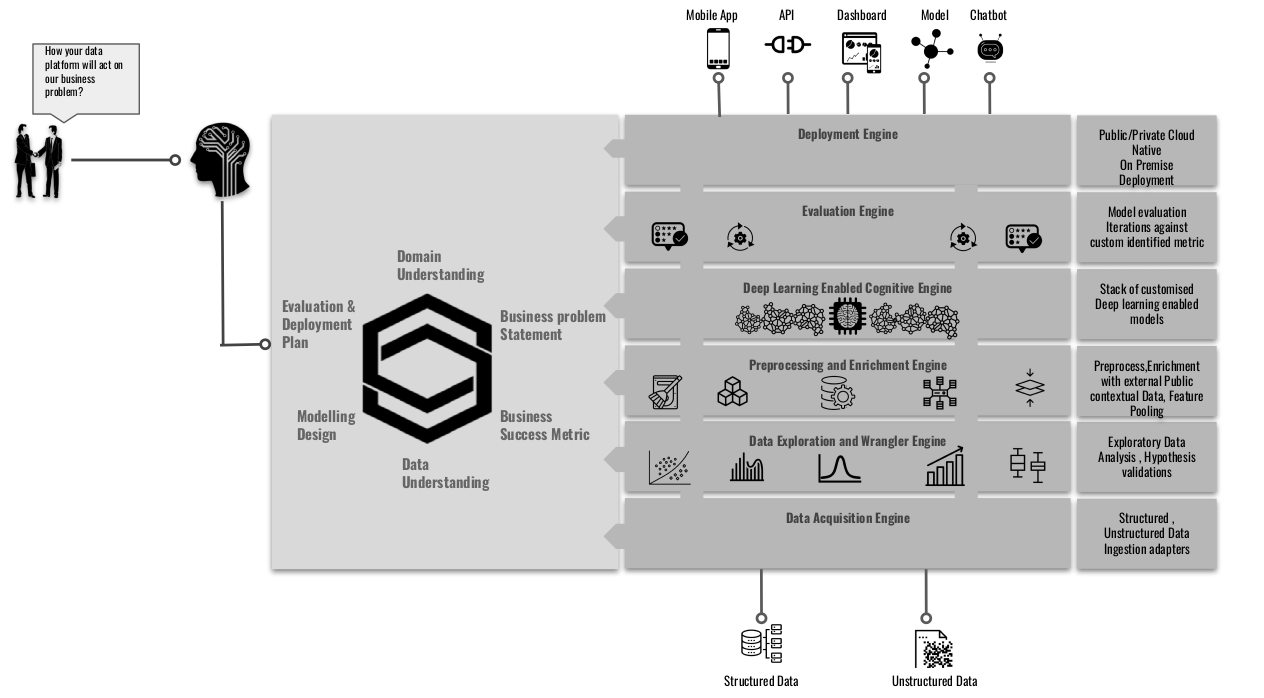 Mobile App
API
Dashboard
Model
Chatbot
How your data
platform will act on
our business
problem?
Domain
Understanding
Evaluation &
Deployment
Plan
Business problem
Statement
Modelling
Design
Business
Success Metric
Data
Understanding
Deployment Engine
Public/Private Cloud
Native
On Premise
Deployment
Evaluation Engine
Model evaluation
Iterations against
custom identified metric
Deep Learning Enabled Cognitive Engine
Stack of customised
Deep learning enabled
models
Preprocessing and Enrichment Engine
Preprocess,Enrichment
with external Public
contextual Data, Feature
Pooling
Data Exploration and Wrangler Engine
Exploratory Data
Analysis , Hypothesis
validations
Data Acquisition Engine
Structured ,
Unstructured Data
Ingestion adapters
Structured Data
Unstructured Data